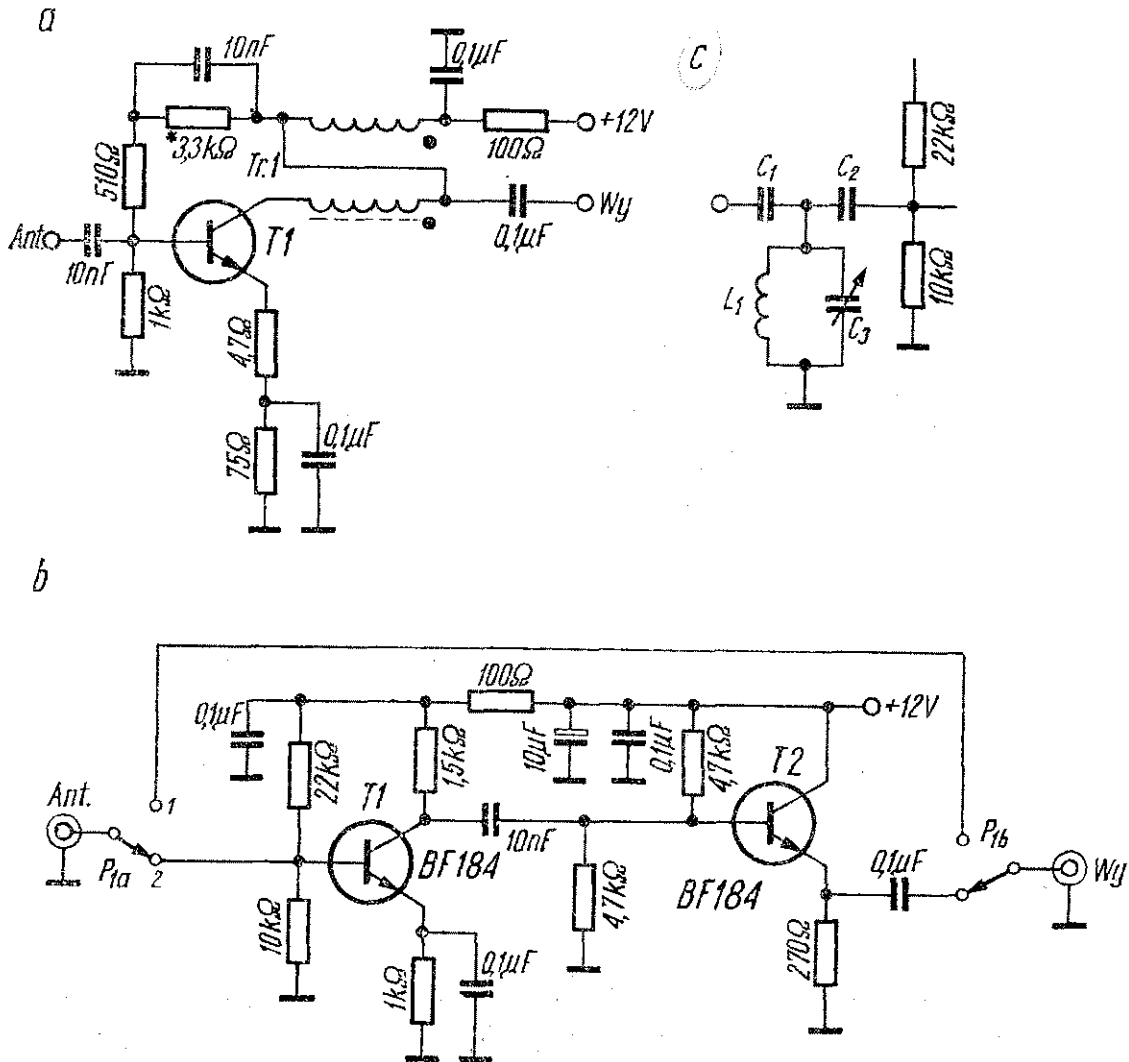 a
10nF
0,1μF
C
*3,3kΩ
100Ω
+12V
22kΩ
510Ω
Tr.1
C1
C2
Ant
10nF
T1
0,1μF
Wy
1kΩ
L1
C3
10kΩ
4,7Ω
75Ω
0,1μF
b
100Ω
0,1μF
22kΩ
1,5kΩ
10μF
0,1μF
4,7kΩ
+12V
T2
Ant.
1
T1
P1a
2
BF184
10nF
BF184
P1b
0,1μF
Wy
10kΩ
4,7kΩ
1kΩ
0,1μF
270Ω